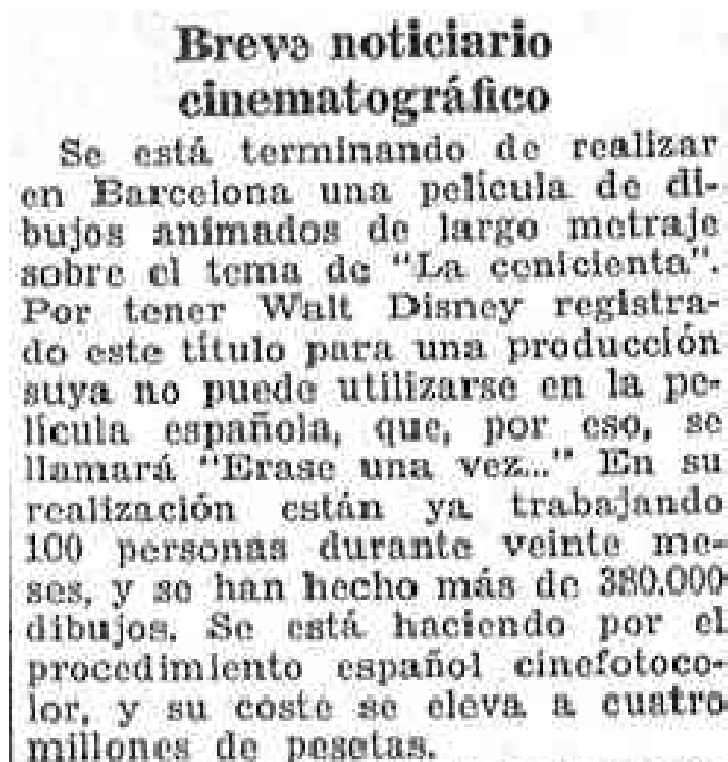 Breve noticiario
cinematográfico
Se está terminando de realizar
en Barcelona una película de di-
bujos animados de largo metraje
sobre el tema de "La cenicienta".
Por tener Walt Disney registra-
do este título para una producción
suya no puede utilizarse en la pe-
lícula española, que, por eso, se
llamará "Erase una vez..." En su
realización están ya trabajando
100 personas durante veinte me-
ses, y se han hecho más de 380.000
dibujos. Se está haciendo por el
procedimiento español cinefotoco-
lor, y su coste se eleva a cuatro
millones de pesetas.